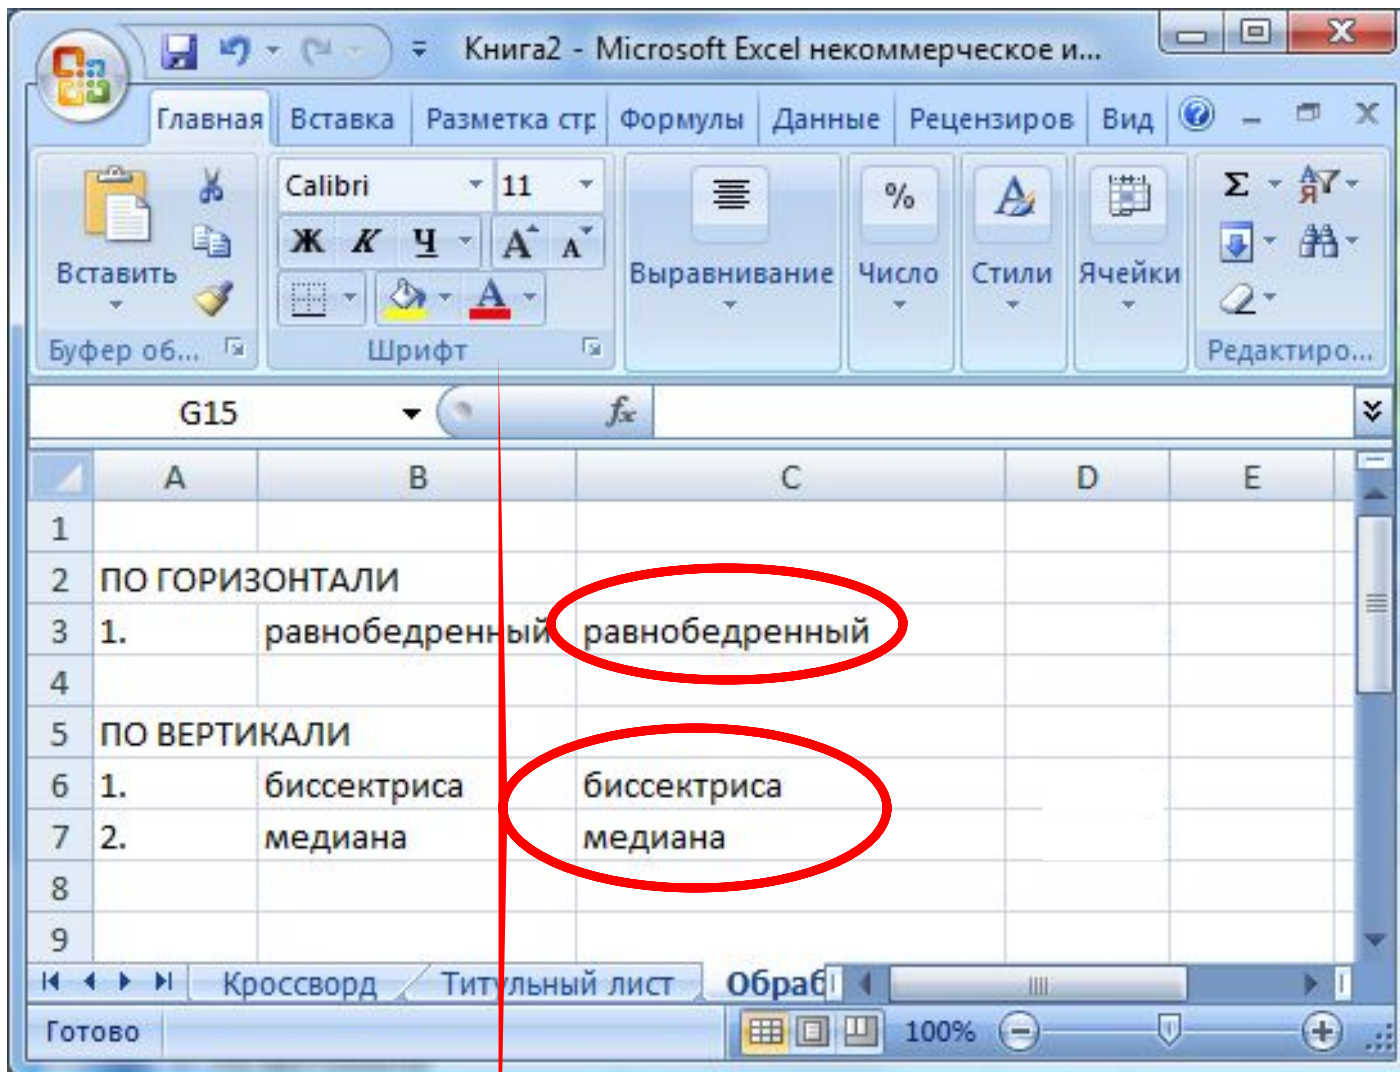 Книга2 - Microsoft Excel некоммерческое и...
Главная Вставка Разметка стр Формулы Данные Рецензиров Вид
Calibri 11 % Σ А Я
Ж К Ч A A
Вставить Выравнивание Число Стили Ячейки
Буфер об... Шрифт Редактиро...
G15 fx
A B C D E
1
2 ПО ГОРИЗОНТАЛИ
3 1. равнобедренный равнобедренный
4
5 ПО ВЕРТИКАЛИ
6 1. биссектриса биссектриса
7 2. медиана медиана
8
9
Кроссворд Титульный лист Обраб
Готово 100%